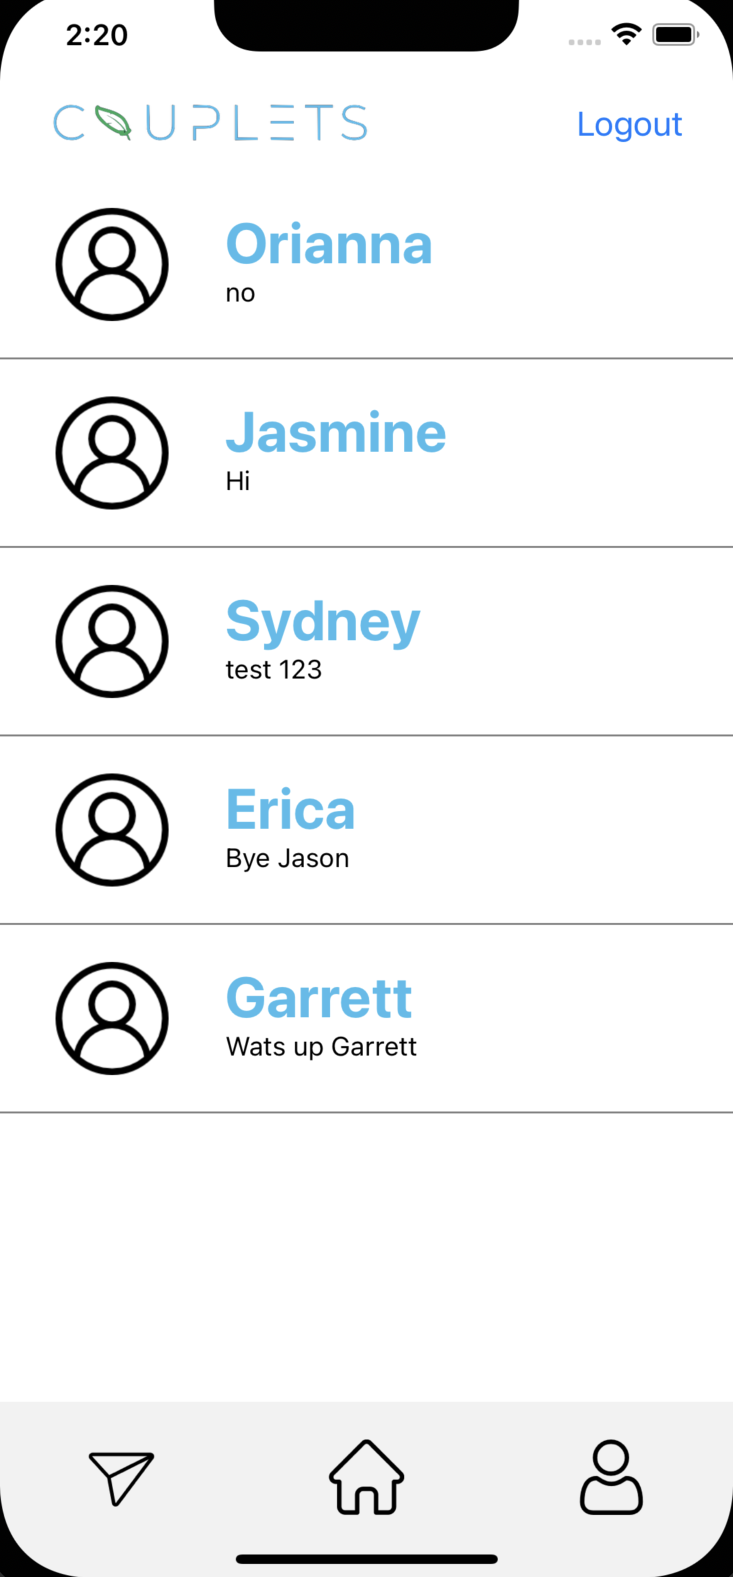 2:20
COUPLETS
Logout
Orianna
no
Jasmine
Hi
Sydney
test 123
Erica
Bye Jason
Garrett
Wats up Garrett